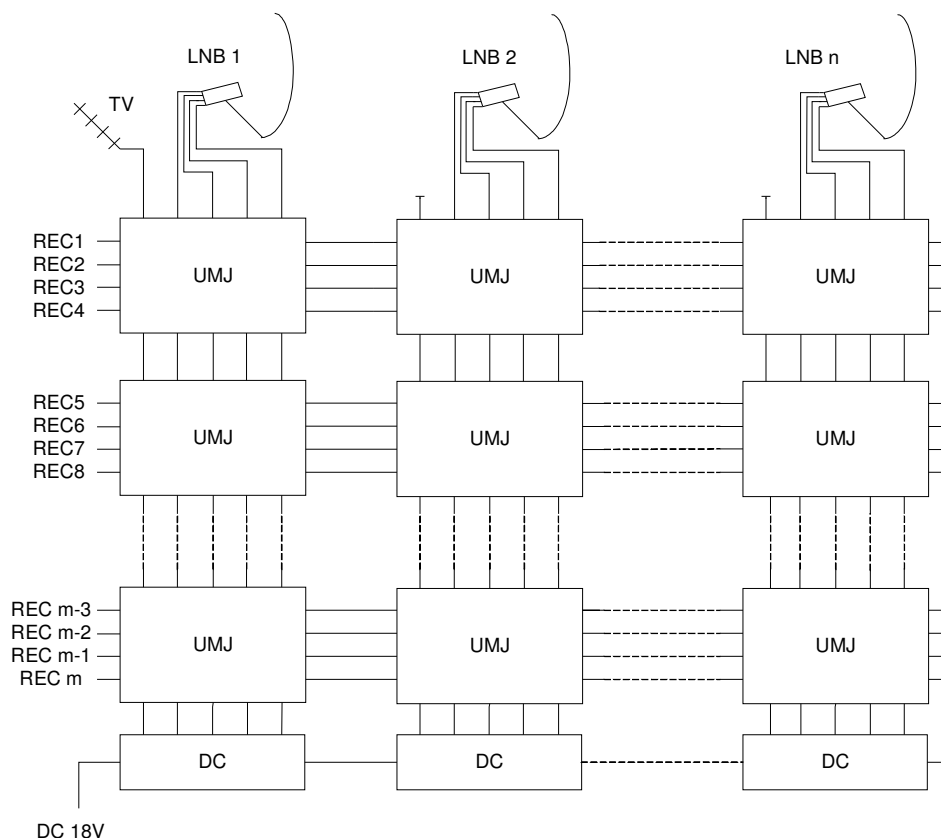 LNB 1
LNB 2
LNB n
TV
REC1
REC2
REC3
REC4
UMJ
UMJ
UMJ
REC5
REC6
REC7
REC8
UMJ
UMJ
UMJ
REC m-3
REC m-2
REC m-1
REC m
UMJ
UMJ
UMJ
DC
DC
DC
DC 18V